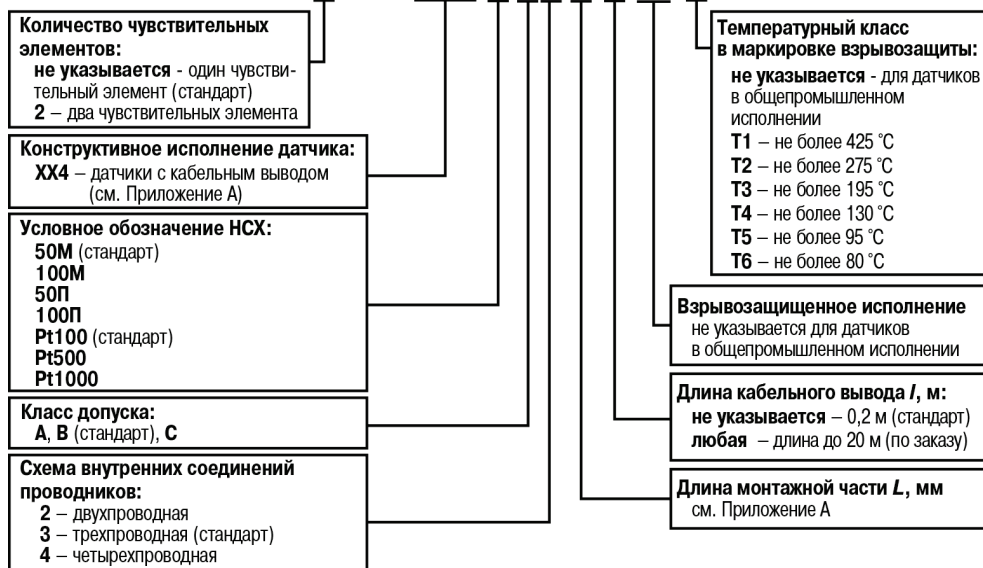 Количество чувствительных
элементов:
не указывается - один чувстви-
тельный элемент (стандарт)
2 – два чувствительных элемента
Конструктивное исполнение датчика:
ХХ4 – датчики с кабельным выводом
(см. Приложение А)
Условное обозначение НСХ:
50М (стандарт)
100М
50П
100П
Pt100 (стандарт)
Pt500
Pt1000
Класс допуска:
А, В (стандарт), С
Схема внутренних соединений
проводников:
2 – двухпроводная
3 – трехпроводная (стандарт)
4 – четырехпроводная
Температурный класс
в маркировке взрывозащиты:
не указывается - для датчиков
в общепромышленном
исполнении
Т1 – не более 425 °С
Т2 – не более 275 °С
Т3 – не более 195 °С
Т4 – не более 130 °С
Т5 – не более 95 °С
Т6 – не более 80 °С
Взрывозащищенное исполнение
не указывается для датчиков
в общепромышленном исполнении
Длина кабельного вывода l, м:
не указывается – 0,2 м (стандарт)
любая – длина до 20 м (по заказу)
Длина монтажной части L, мм
см. Приложение А